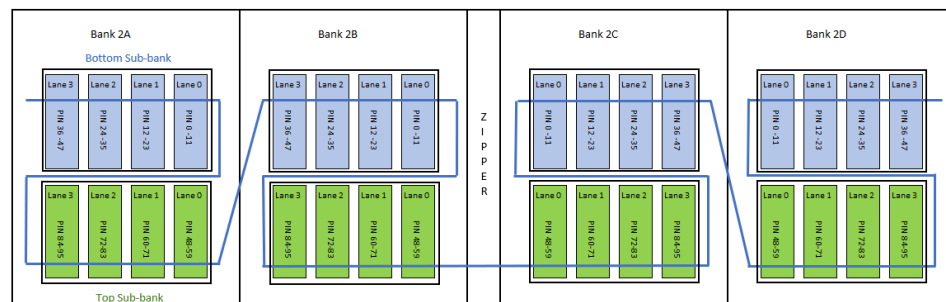 Bank 2A
Bank 2B
Bank 2C
Bank 2D
Bottom Sub-bank
Lane 3
Lane 2
Lane 1
Lane 0
PIN 36 -47
PIN 24 -35
PIN 12 -23
PIN 0 -11
Lane 3
Lane 2
Lane 1
Lane 0
PIN 84-95
PIN 72-83
PIN 60-71
PIN 48-59
Top Sub-bank
Lane 3
Lane 2
Lane 1
Lane 0
PIN 36 -47
PIN 24 -35
PIN 12 -23
PIN 0 -11
Lane 3
Lane 2
Lane 1
Lane 0
PIN 84-95
PIN 72-83
PIN 60-71
PIN 48-59
ZIPPER
Lane 0
Lane 1
Lane 2
Lane 3
PIN 0 -11
PIN 12 -23
PIN 24 -35
PIN 36 -47
Lane 0
Lane 1
Lane 2
Lane 3
PIN 48-59
PIN 60-71
PIN 72-83
PIN 84-95
Lane 0
Lane 1
Lane 2
Lane 3
PIN 0 -11
PIN 12 -23
PIN 24 -35
PIN 36 -47
Lane 0
Lane 1
Lane 2
Lane 3
PIN 48-59
PIN 60-71
PIN 72-83
PIN 84-95